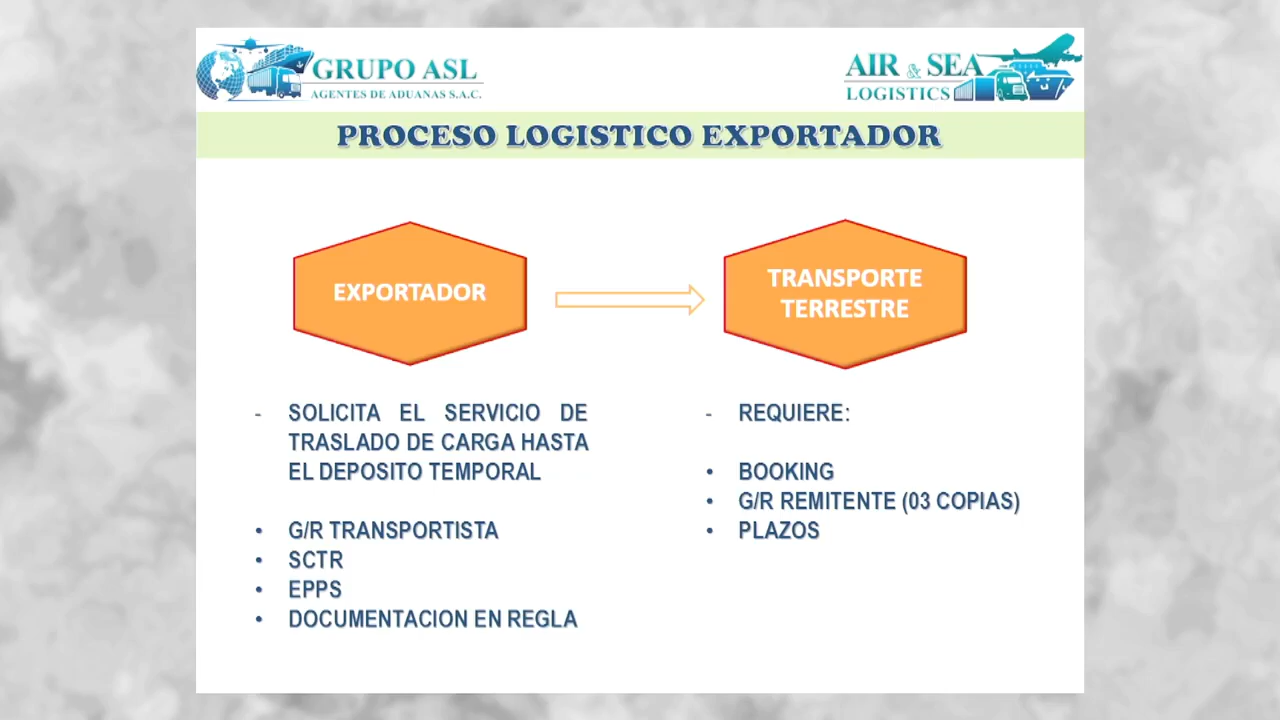 GRUPO ASL
AGENTES DE ADUANAS S.A.C.
AIR & SEA
LOGISTICS
PROCESO LOGISTICO EXPORTADOR
EXPORTADOR
TRANSPORTE
TERRESTRE
- SOLICITA EL SERVICIO DE
TRASLADO DE CARGA HASTA
EL DEPOSITO TEMPORAL
• G/R TRANSPORTISTA
• SCTR
• EPPS
• DOCUMENTACION EN REGLA
- REQUIERE:
• BOOKING
• G/R REMITENTE (03 COPIAS)
• PLAZOS